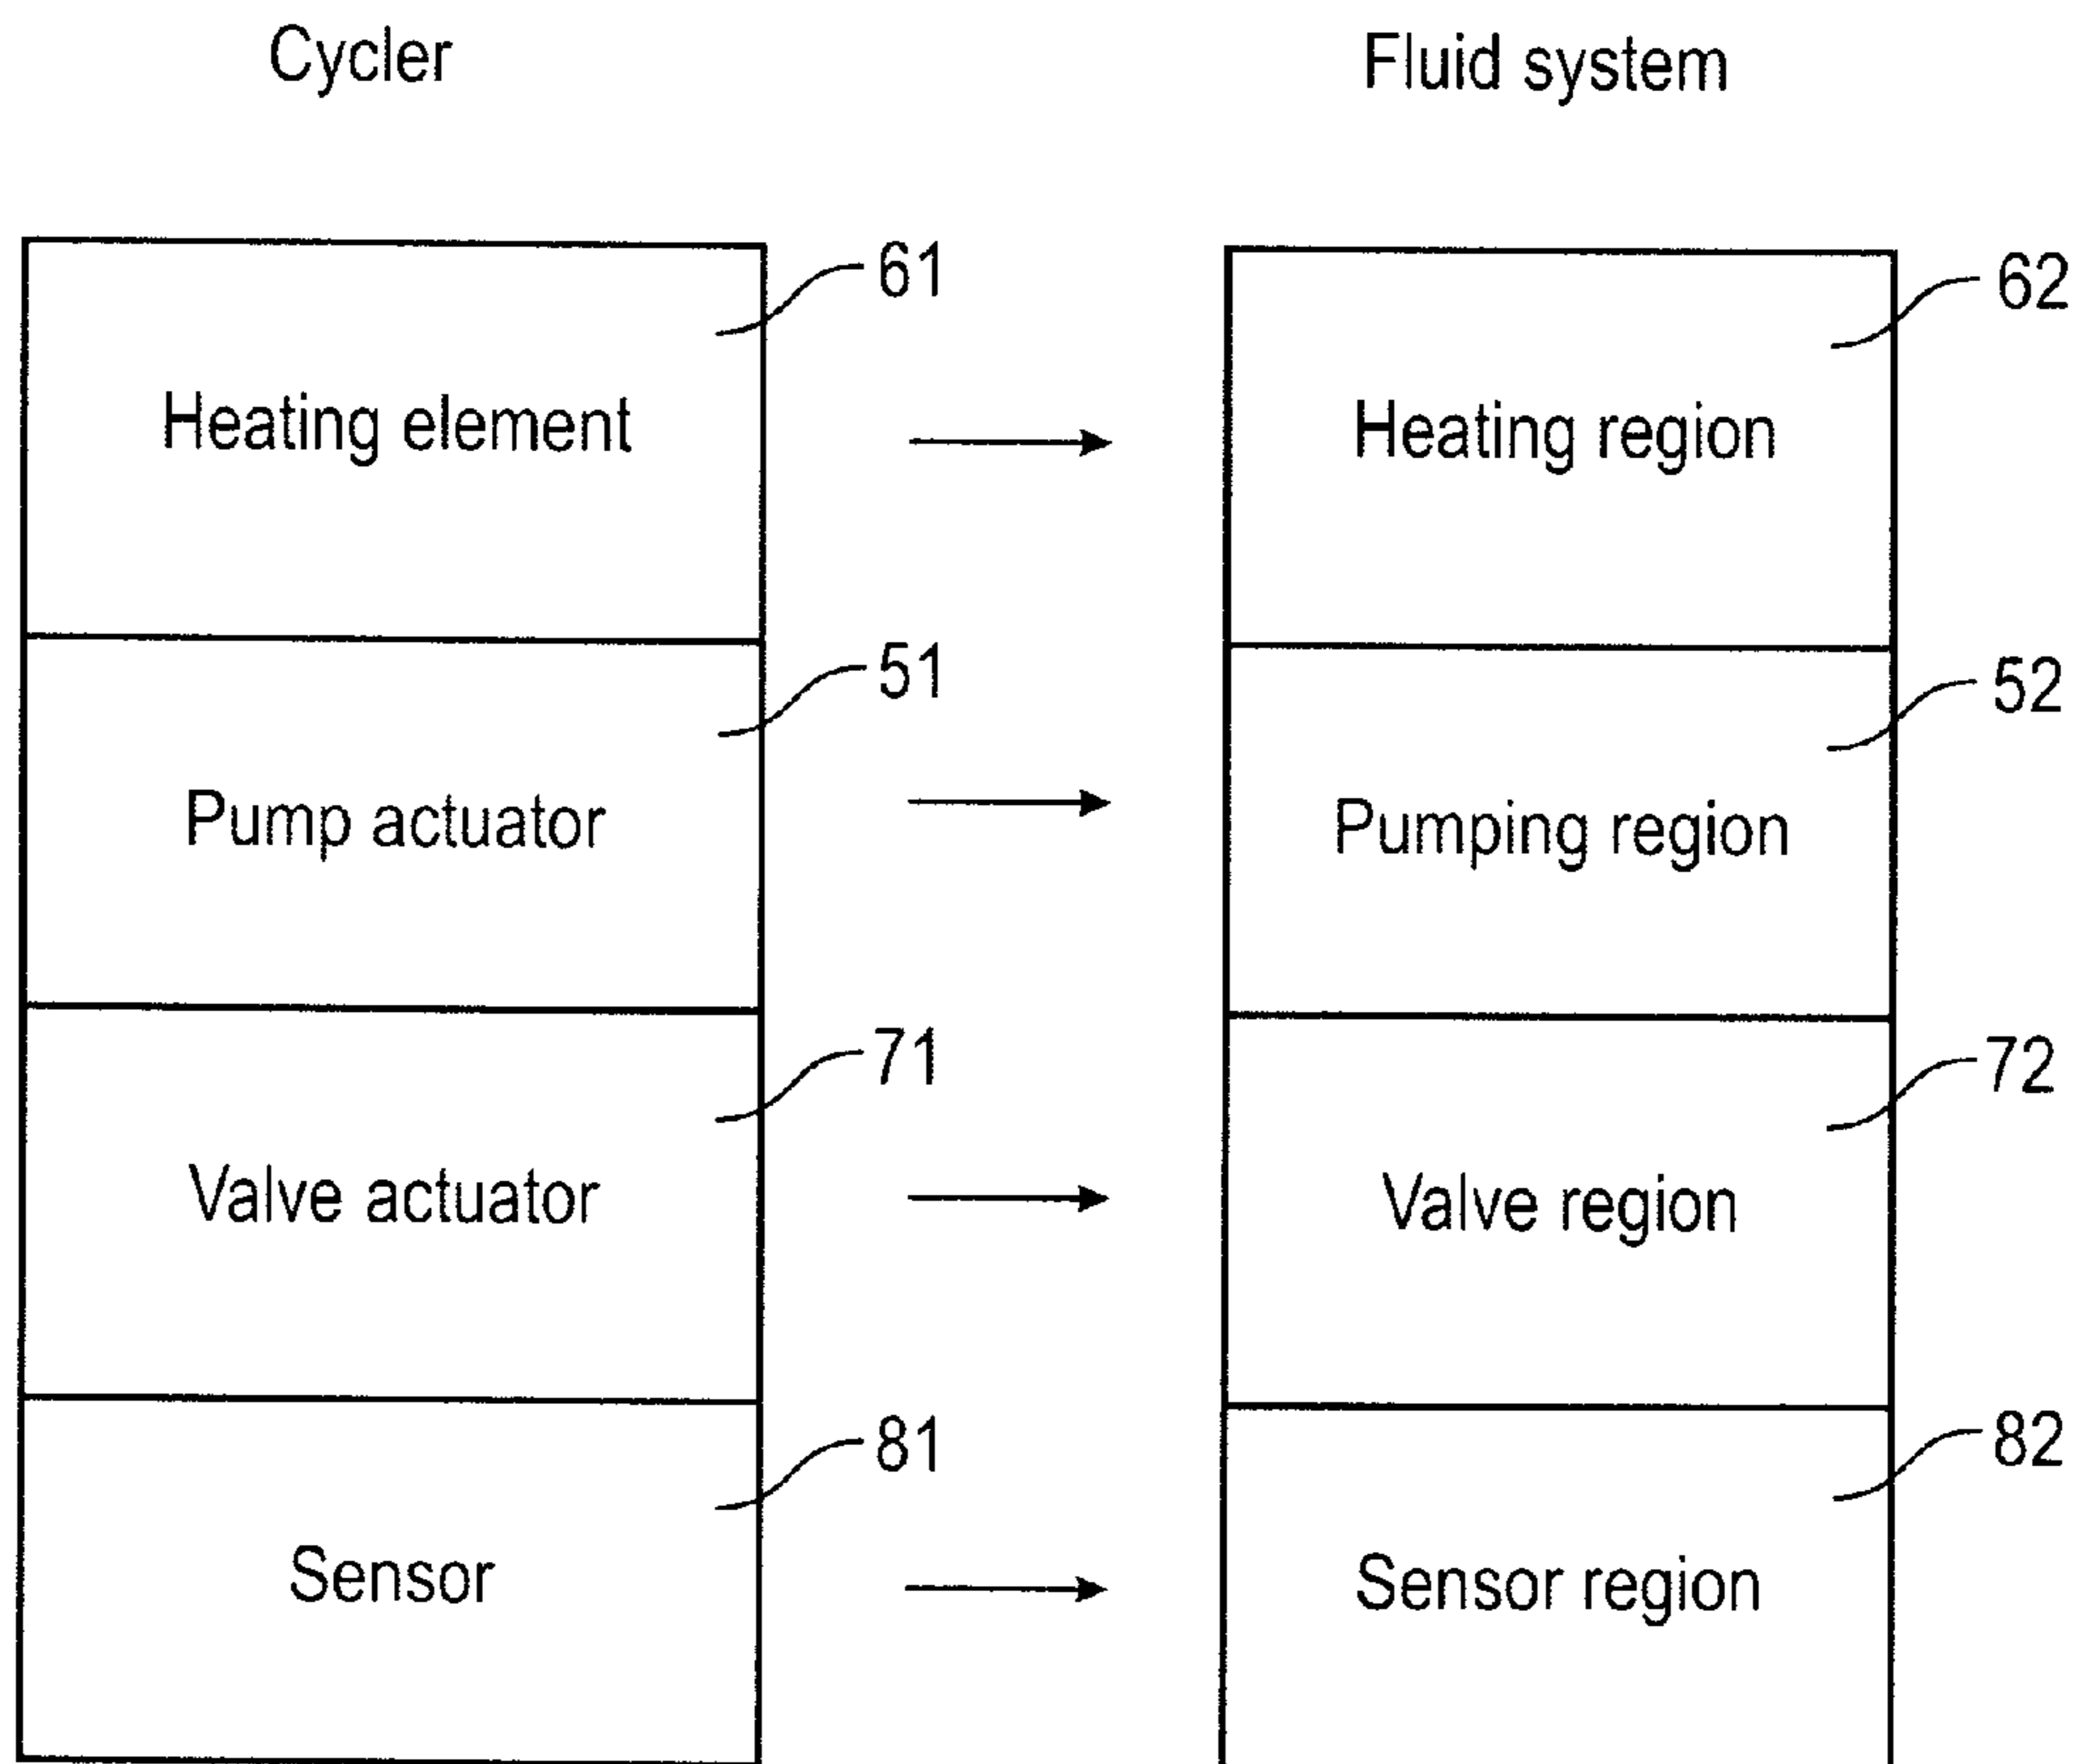 Cycler
Fluid system
61
62
Heating element
Heating region
51
52
Pump actuator
Pumping region
71
72
Valve actuator
Valve region
81
82
Sensor
Sensor region